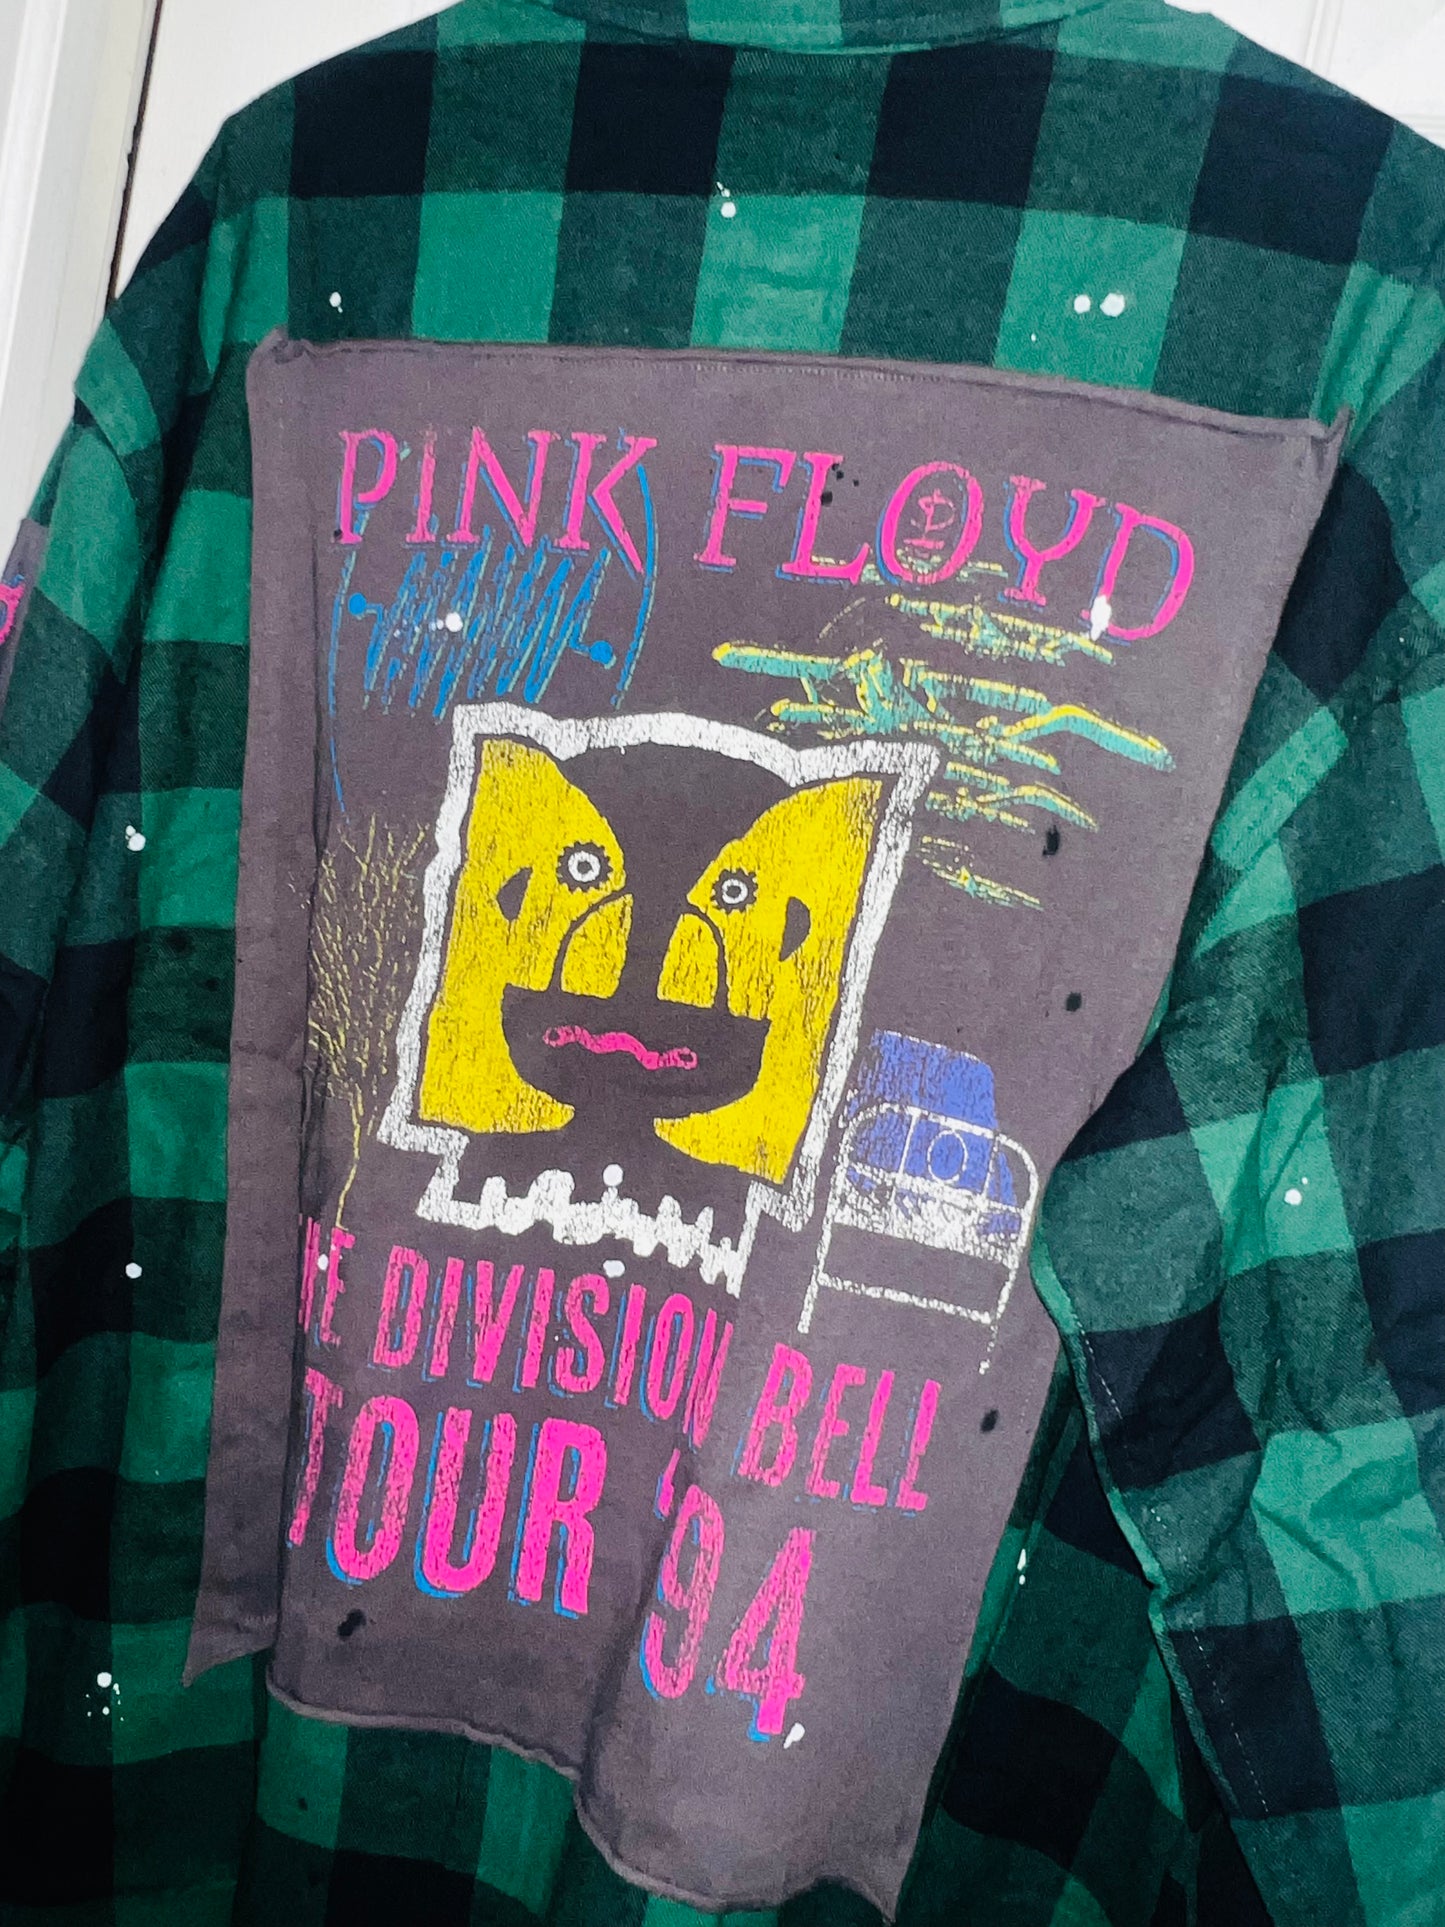 PINK FLOYD
THE DIVISION BELL
TOUR '94